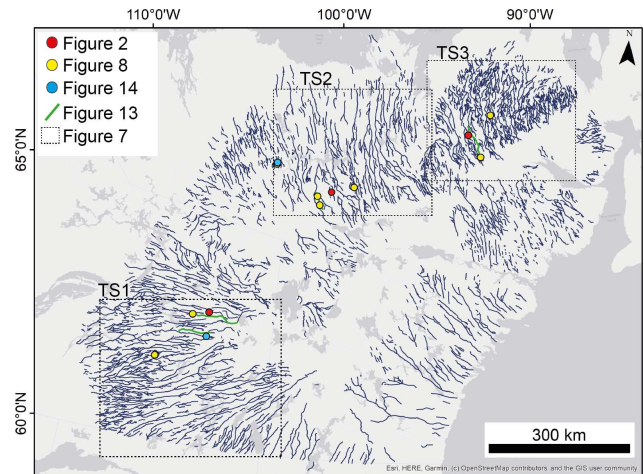 110°0'W 100°0'W 90°0'W
Figure 2
Figure 8
Figure 14
Figure 13
Figure 7
TS1
TS2
TS3
N
65°0'N
60°0'N
300 km
Esri, HERE, Garmin, (c) OpenStreetMap contributors, and the GIS user community